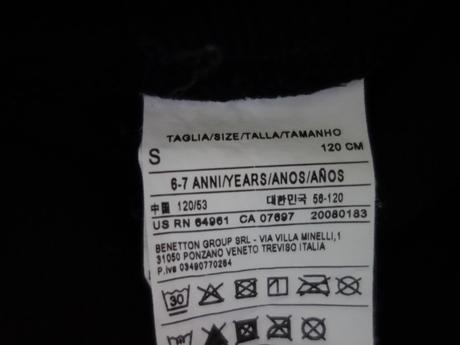 TAGLIA/SIZE/TALLA/TAMANHO
S 120 CM
6-7 ANNI/YEARS/ANOS/AÑOS
中国 120/53 대한민국 56-120
US RN 64961 CA 07697 20080183
BENETTON GROUP SRL - VIA VILLA MINELLI,1
31050 PONZANO VENETO TREVISO ITALIA
P.iva 03490770264
30